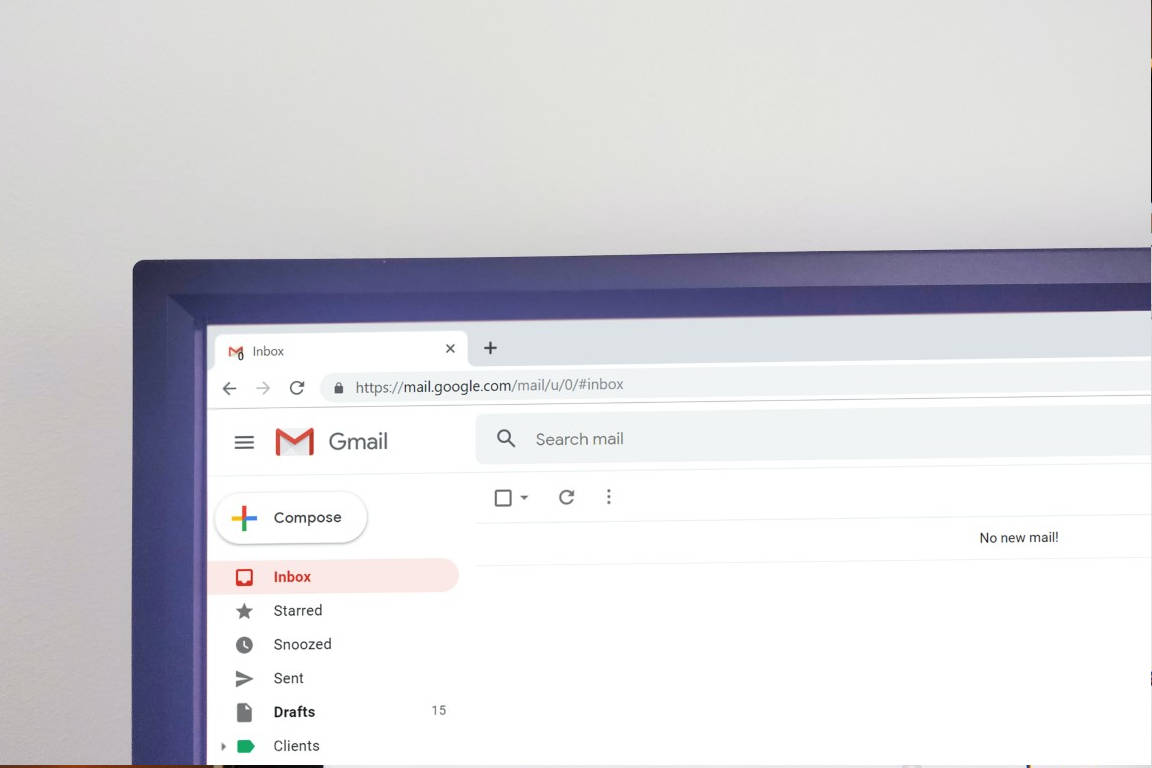 Inbox
https://mail.google.com/mail/u/0/#inbox
Gmail
Search mail
Compose
No new mail!
Inbox
Starred
Snoozed
Sent
Drafts 15
Clients